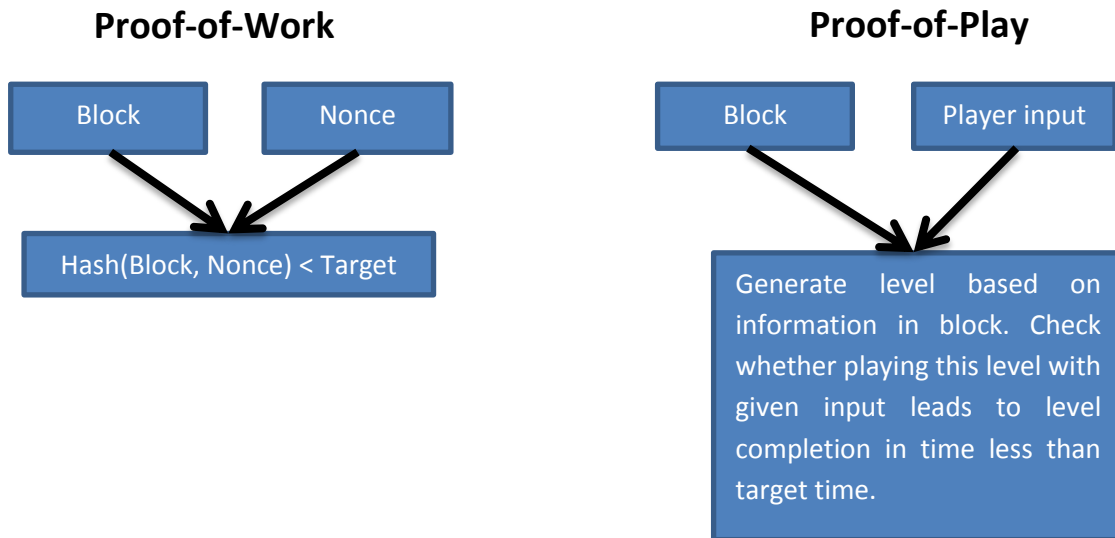 Proof-of-Work
Block
Nonce
Hash(Block, Nonce) < Target
Proof-of-Play
Block
Player input
Generate level based on
information in block. Check
whether playing this level with
given input leads to level
completion in time less than
target time.